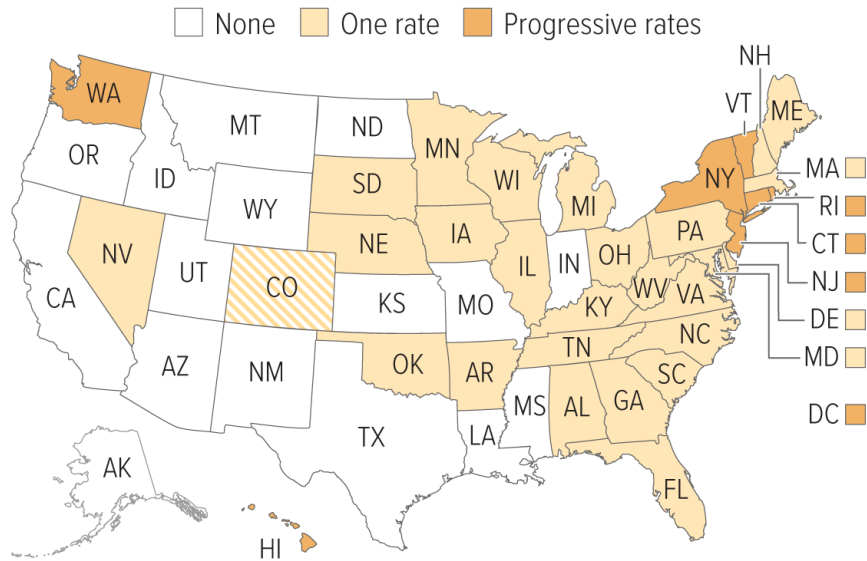 None One rate Progressive rates
NH
WA VT ME
MT ND
OR MN MA
ID SD WI NY RI
WY MI
CT
NV NE IA PA
NJ
UT CO IL IN OH
CA KS MO WV VA DE
KY
NC MD
AZ NM OK AR TN
SC
MS AL GA DC
TX LA
AK
FL
HI